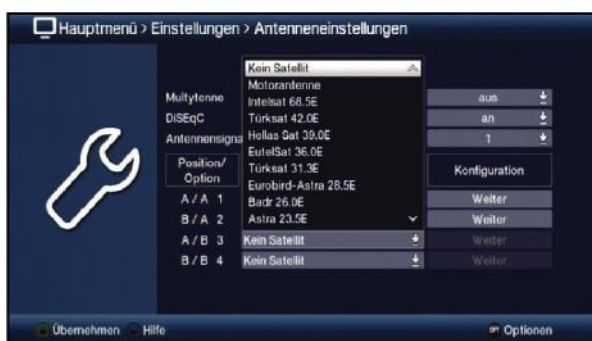 Hauptmenü > Einstellungen > Antenneneinstellungen
Kein Satellit
Motorantenne
Multytenne Intelsat 68.5E aus
DiSEqC Türksat 42.0E an
Antennensigna Hellas Sat 39.0E 1
EutelSat 36.0E
Position/ Option Türksat 31.3E Konfiguration
Eurobird-Astra 28.5E
A / A 1 Badr 26.0E Weiter
B / A 2 Astra 23.5E Weiter
A / B 3 Kein Satellit Weiter
B / B 4 Kein Satellit Weiter
Übernehmen Hilfe Optionen